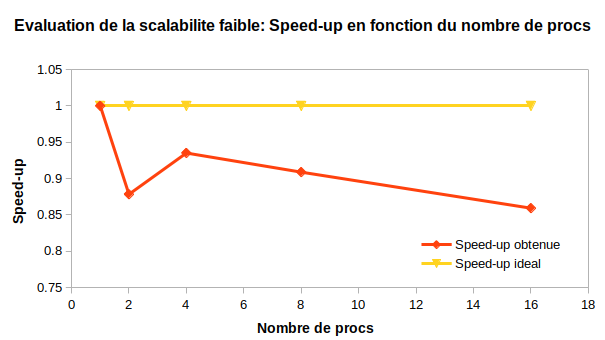 Evaluation de la scalabilite faible: Speed-up en fonction du nombre de procs
1.05
1
0.95
0.9
0.85
0.8
0.75
Speed-up
Speed-up obtenue
Speed-up ideal
0 2 4 6 8 10 12 14 16 18
Nombre de procs